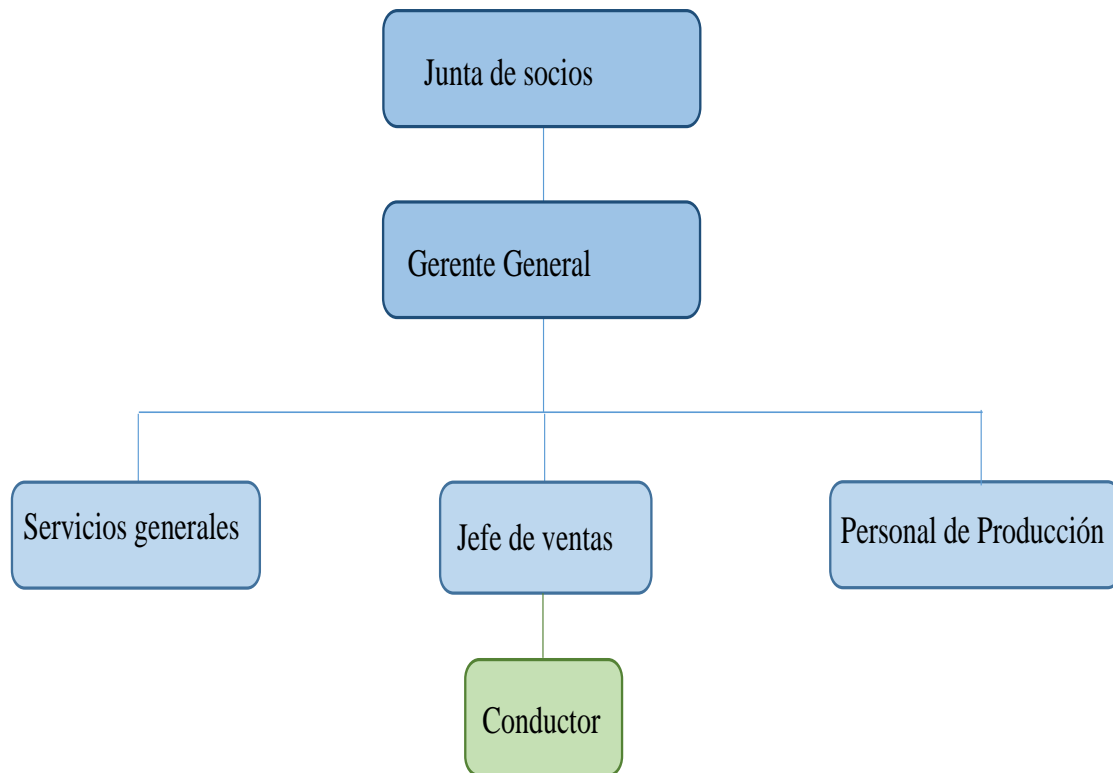 Junta de socios
Gerente General
Servicios generales
Jefe de ventas
Personal de Producción
Conductor